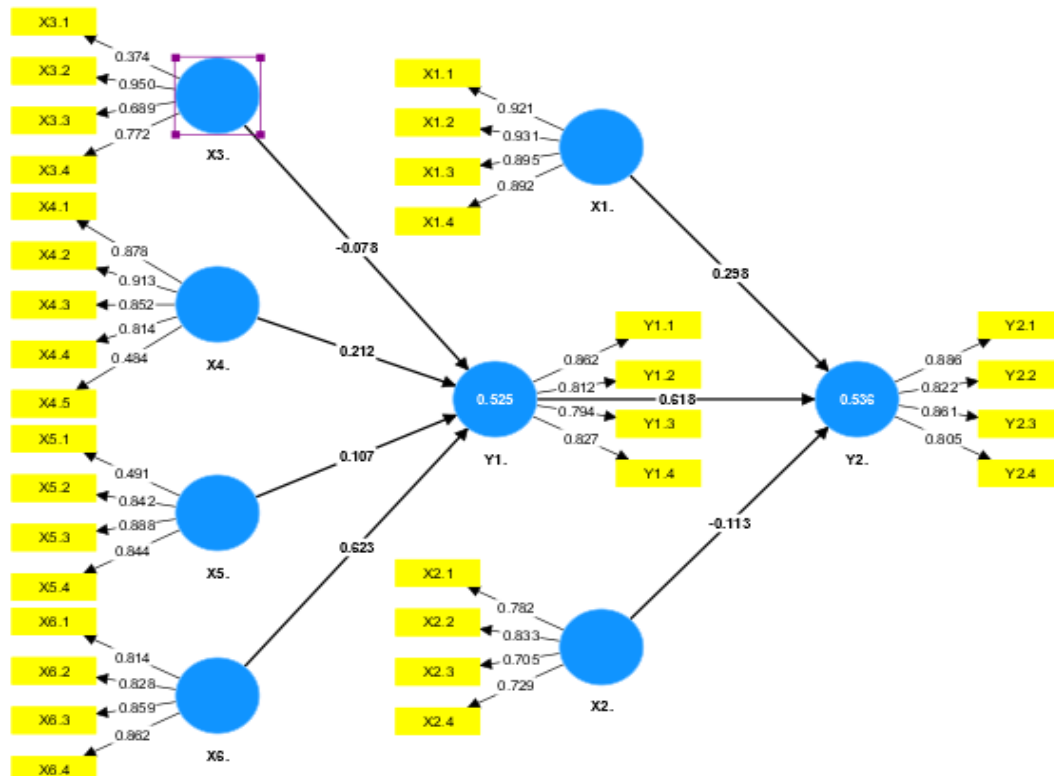 X3.1
0.374
X3.2
0.950
X3.3
0.689
X3.4
0.772
X3.
X4.1
0.878
X4.2
0.913
X4.3
0.852
X4.4
0.814
X4.5
0.484
X4.
X5.1
0.491
X5.2
0.842
X5.3
0.888
X5.4
0.844
X5.
X6.1
0.814
X6.2
0.828
X6.3
0.859
X6.4
0.862
X6.
-0.078
0.212
0.107
0.623
X1.1
0.921
X1.2
0.931
X1.3
0.895
X1.4
0.892
X1.
0.298
0.525
Y1.
Y1.1
0.862
Y1.2
0.812
Y1.3
0.794
Y1.4
0.827
0.618
X2.1
0.782
X2.2
0.833
X2.3
0.705
X2.4
0.729
X2.
-0.113
0.536
Y2.
Y2.1
0.886
Y2.2
0.822
Y2.3
0.861
Y2.4
0.805